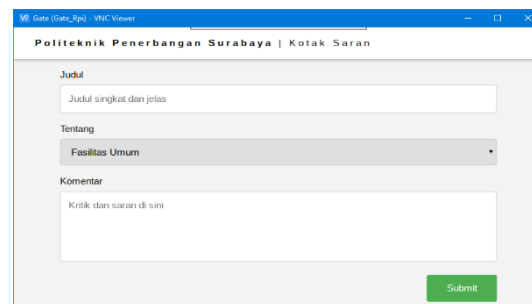 Gate (Gate_Rpi) - VNC Viewer
Politeknik Penerbangan Surabaya | Kotak Saran
Judul
Judul singkat dan jelas
Tentang
Fasilitas Umum
Komentar
Kritik dan saran di sini
Submit